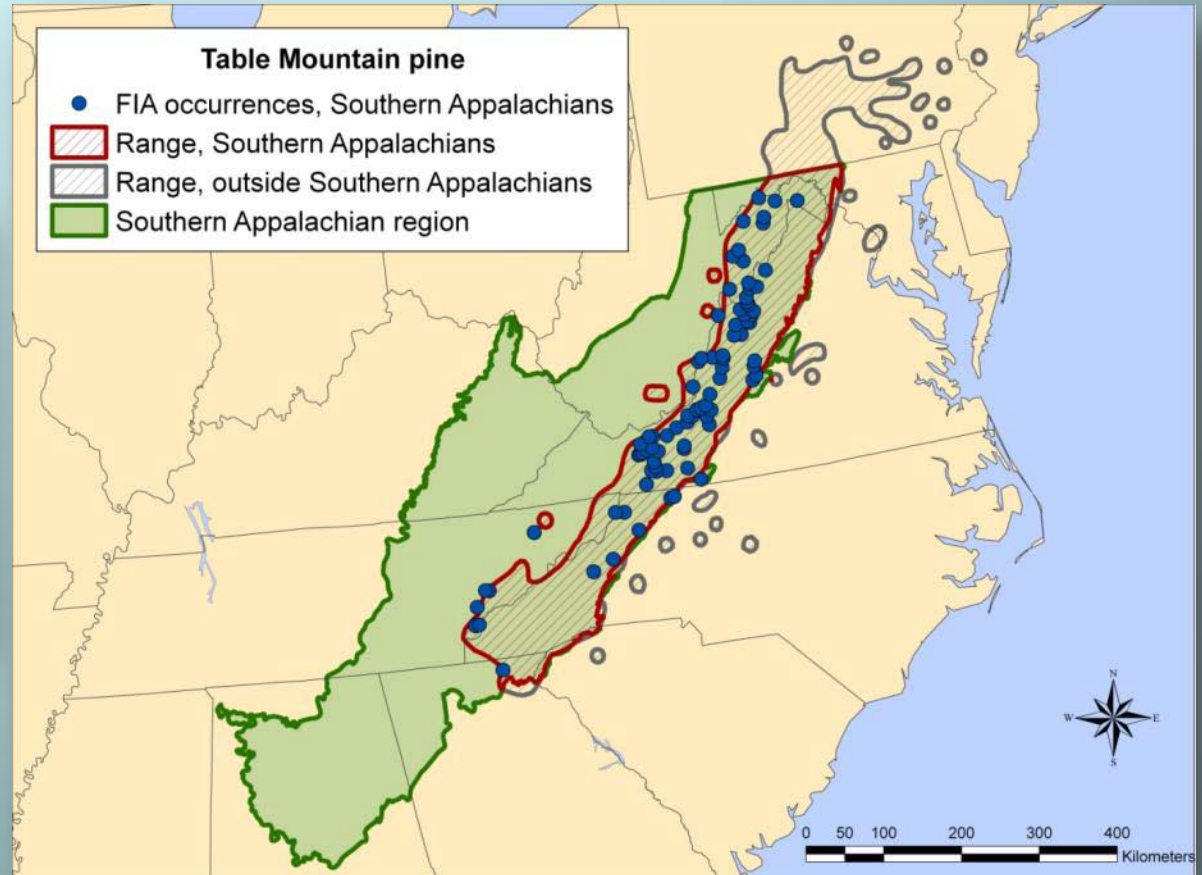 Table Mountain pine
FIA occurrences, Southern Appalachians
Range, Southern Appalachians
Range, outside Southern Appalachians
Southern Appalachian region
N
W E
S
0 50 100 200 300 400
Kilometers